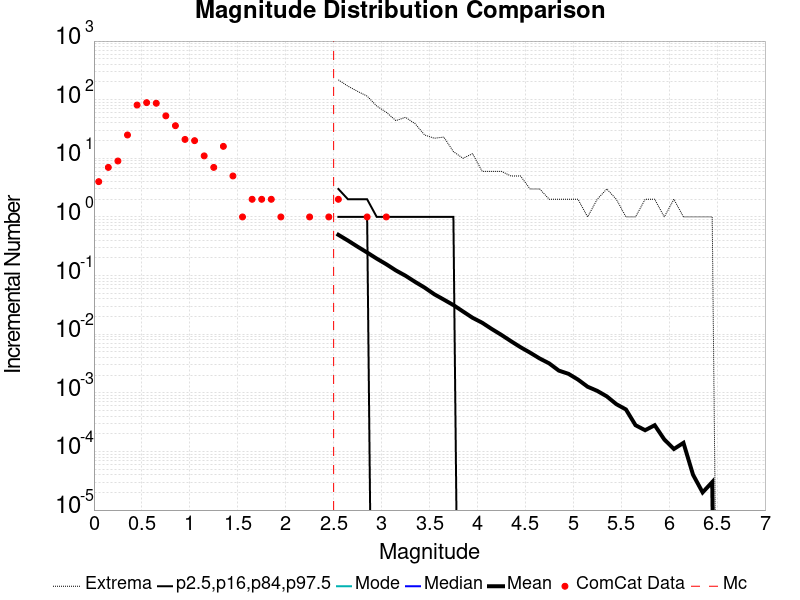 Magnitude Distribution Comparison
10^3
10^2
10^1
10^0
10^-1
10^-2
10^-3
10^-4
10^-5
Incremental Number
0 0.5 1 1.5 2 2.5 3 3.5 4 4.5 5 5.5 6 6.5 7
Magnitude
Extrema p2.5,p16,p84,p97.5 Mode Median Mean ComCat Data Mc